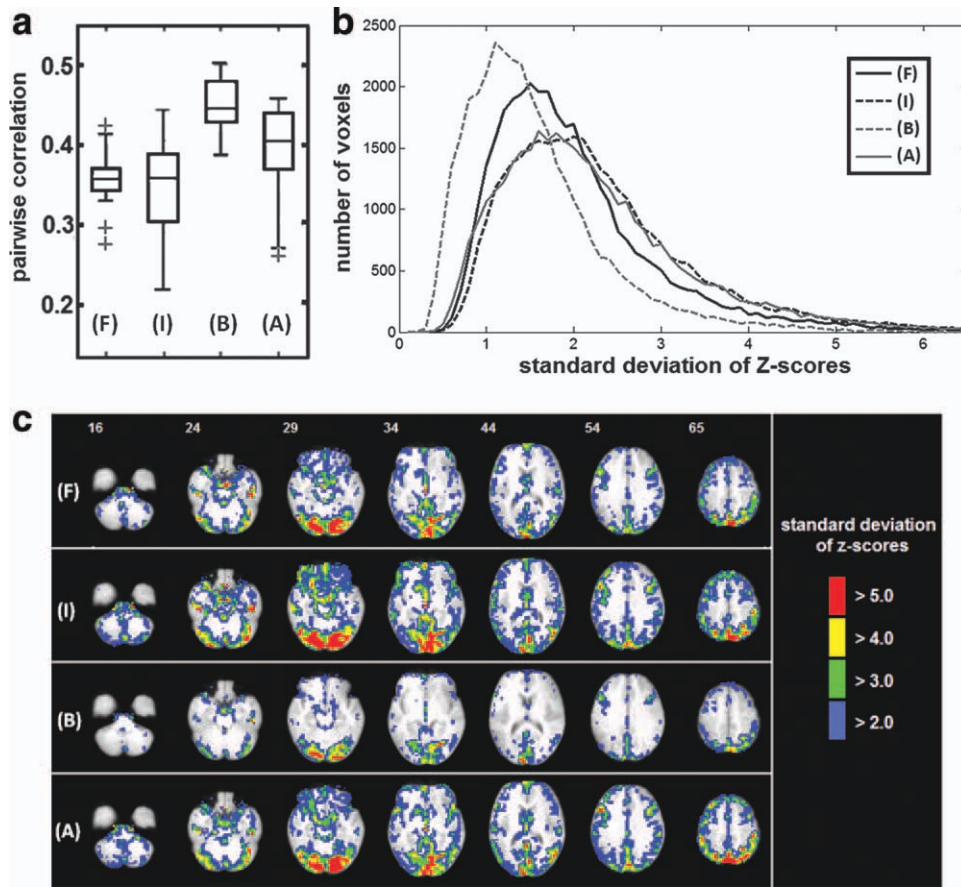 a
pairwise correlation
0.5
0.4
0.3
0.2
(F) (I) (B) (A)
b
number of voxels
2500
2000
1500
1000
500
0
0 1 2 3 4 5 6
standard deviation of Z-scores
(F)
(I)
(B)
(A)
c
16 24 29 34 44 54 65
(F)
(I)
(B)
(A)
standard deviation
of z-scores
> 5.0
> 4.0
> 3.0
> 2.0